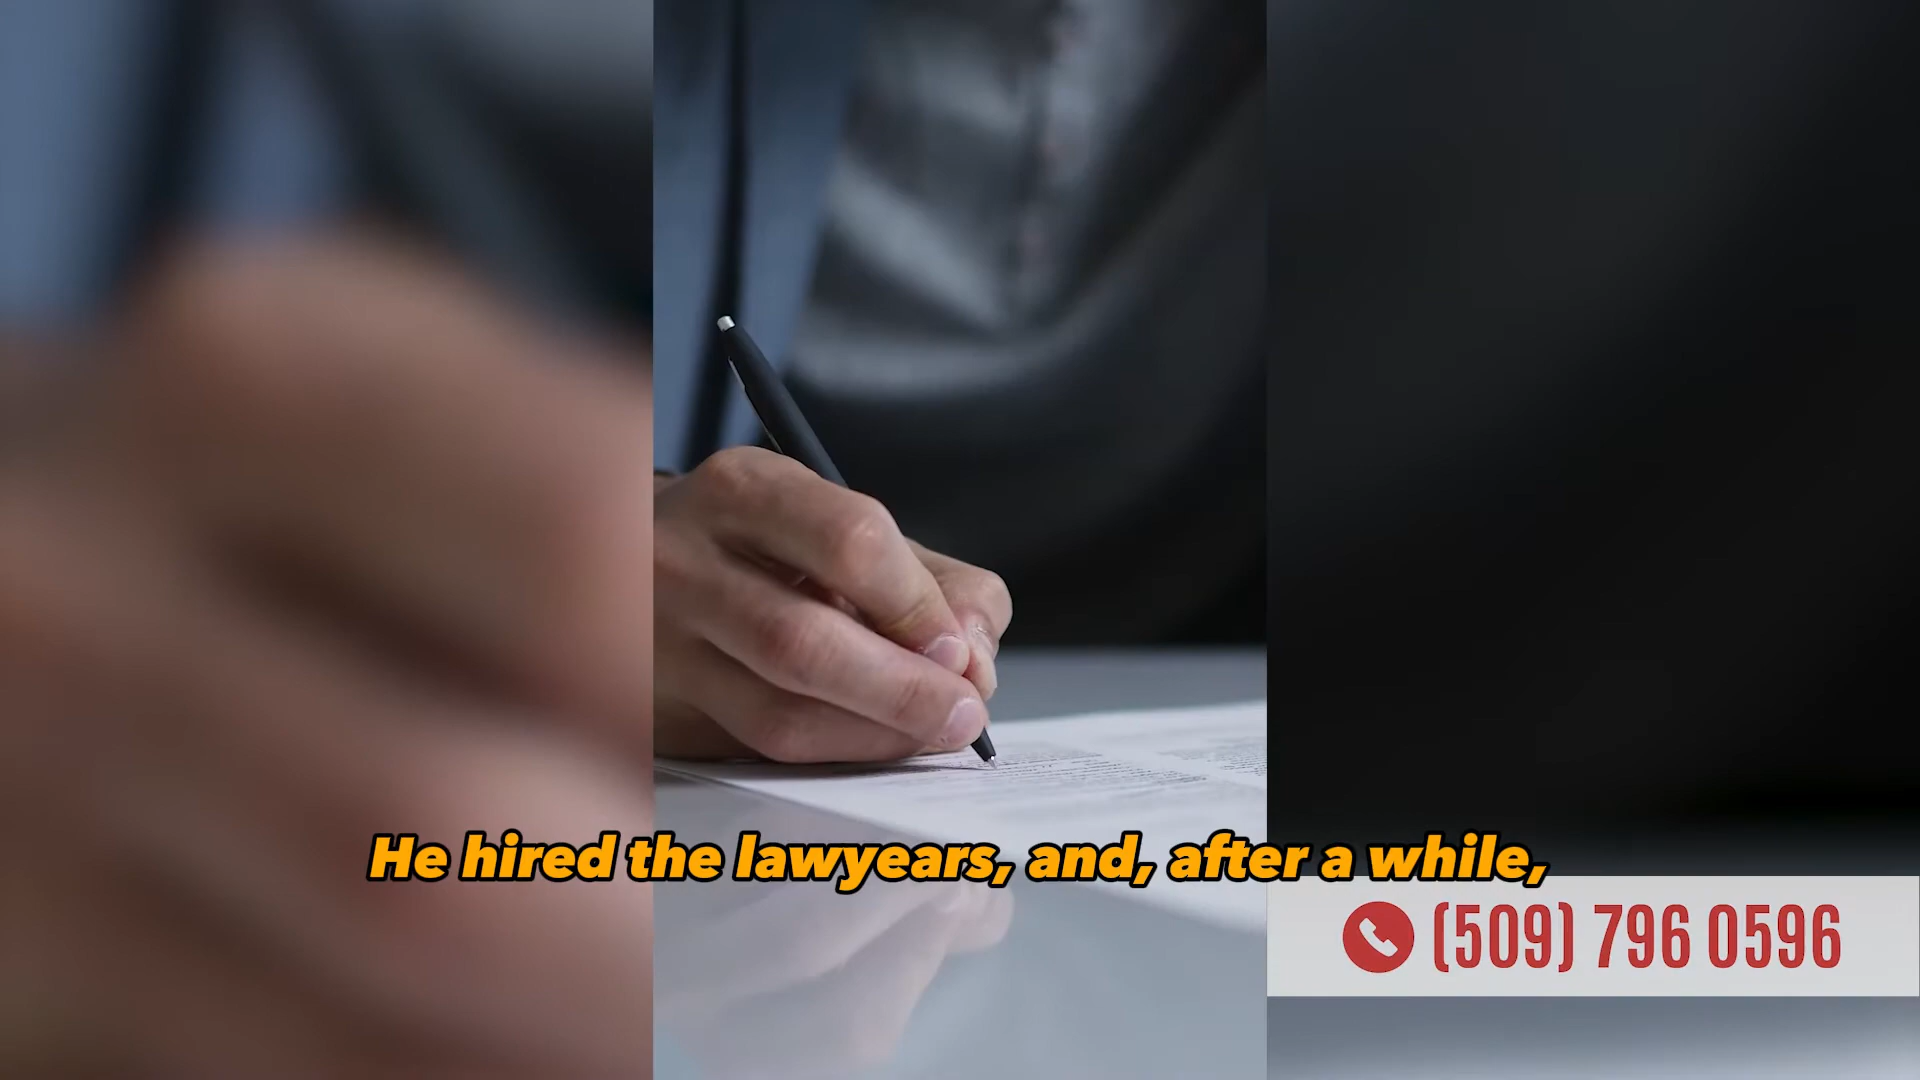 He hired the lawyears, and, after a while,
(509) 796 0596